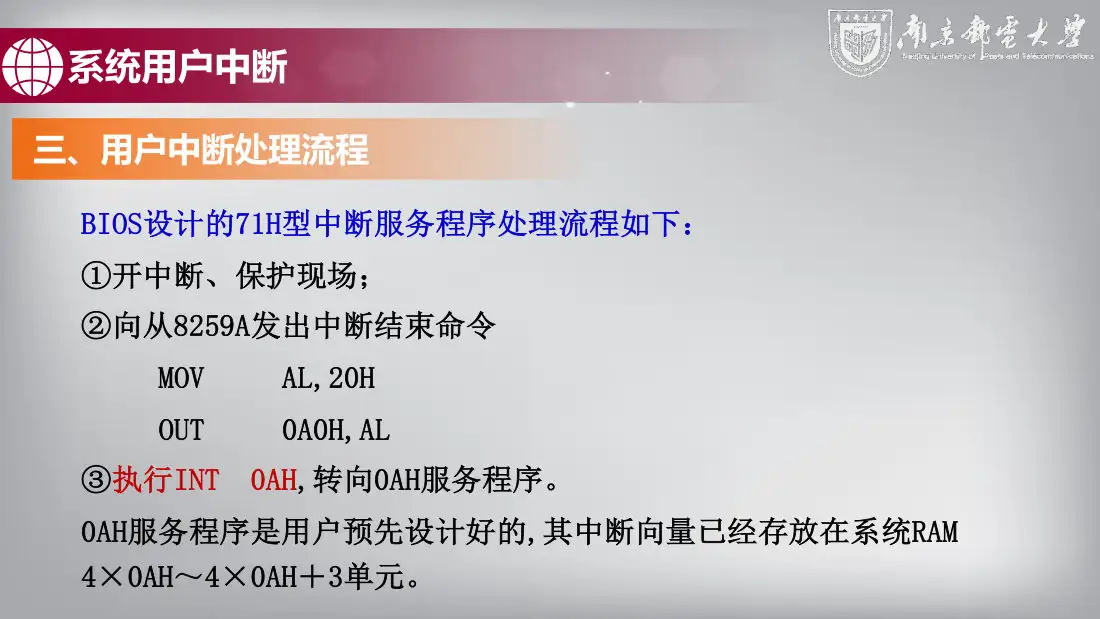 系统用户中断
南京邮电大学
Nanjing University of Posts and Telecommunications
三、用户中断处理流程
BIOS设计的71H型中断服务程序处理流程如下：
①开中断、保护现场；
②向从8259A发出中断结束命令
MOV AL,20H
OUT 0A0H,AL
③执行INT 0AH,转向0AH服务程序。
0AH服务程序是用户预先设计好的,其中断向量已经存放在系统RAM
4×0AH～4×0AH＋3单元。